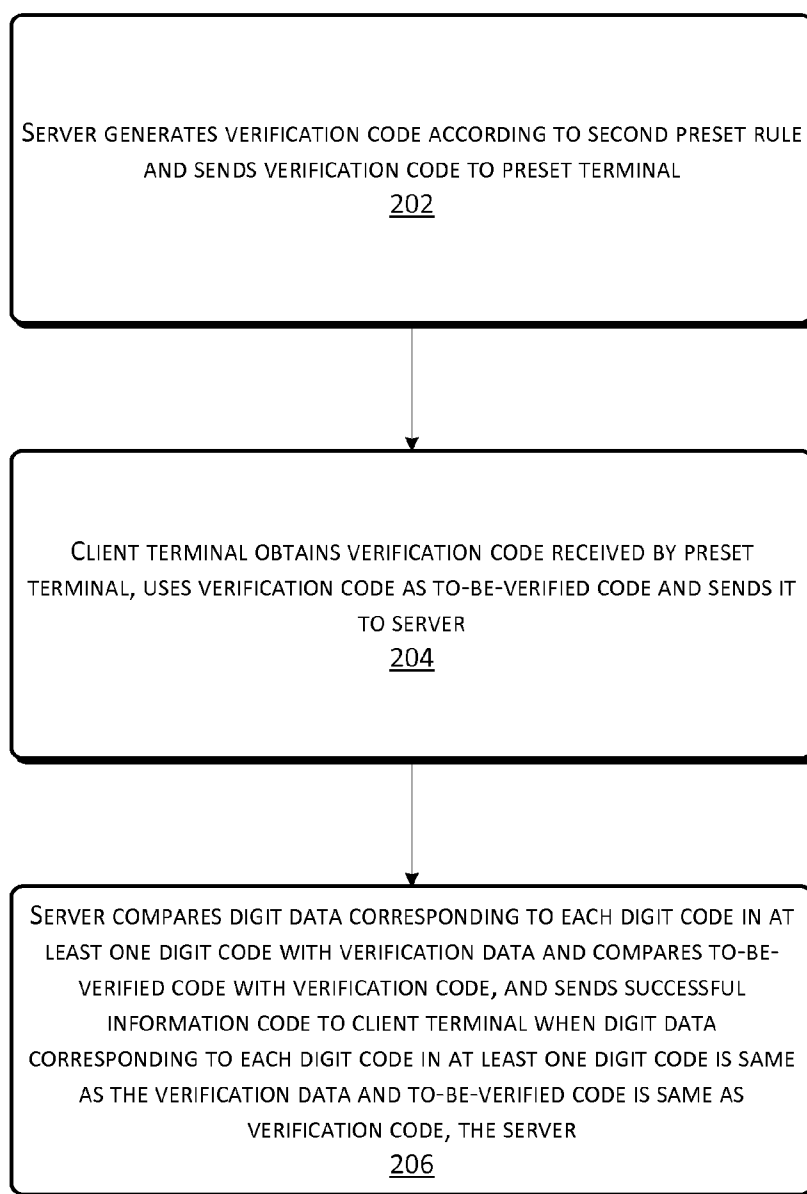 SERVER GENERATES VERIFICATION CODE ACCORDING TO SECOND PRESET RULE
AND SENDS VERIFICATION CODE TO PRESET TERMINAL
202
CLIENT TERMINAL OBTAINS VERIFICATION CODE RECEIVED BY PRESET
TERMINAL, USES VERIFICATION CODE AS TO-BE-VERIFIED CODE AND SENDS IT
TO SERVER
204
SERVER COMPARES DIGIT DATA CORRESPONDING TO EACH DIGIT CODE IN AT
LEAST ONE DIGIT CODE WITH VERIFICATION DATA AND COMPARES TO-BE-
VERIFIED CODE WITH VERIFICATION CODE, AND SENDS SUCCESSFUL
INFORMATION CODE TO CLIENT TERMINAL WHEN DIGIT DATA
CORRESPONDING TO EACH DIGIT CODE IN AT LEAST ONE DIGIT CODE IS SAME
AS THE VERIFICATION DATA AND TO-BE-VERIFIED CODE IS SAME AS
VERIFICATION CODE, THE SERVER
206